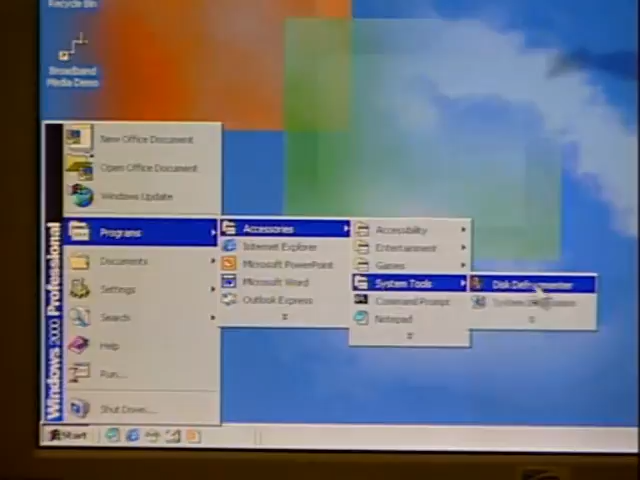 Recycle Bin
Broadband
Media Demo
New Office Document
Open Office Document
Windows Update
Programs
Documents
Settings
Search
Help
Run...
Shut Down...
Windows 2000 Professional
Accessories
Internet Explorer
Microsoft PowerPoint
Microsoft Word
Outlook Express
Accessibility
Entertainment
Games
System Tools
Command Prompt
Notepad
Disk Defragmenter
System
Start